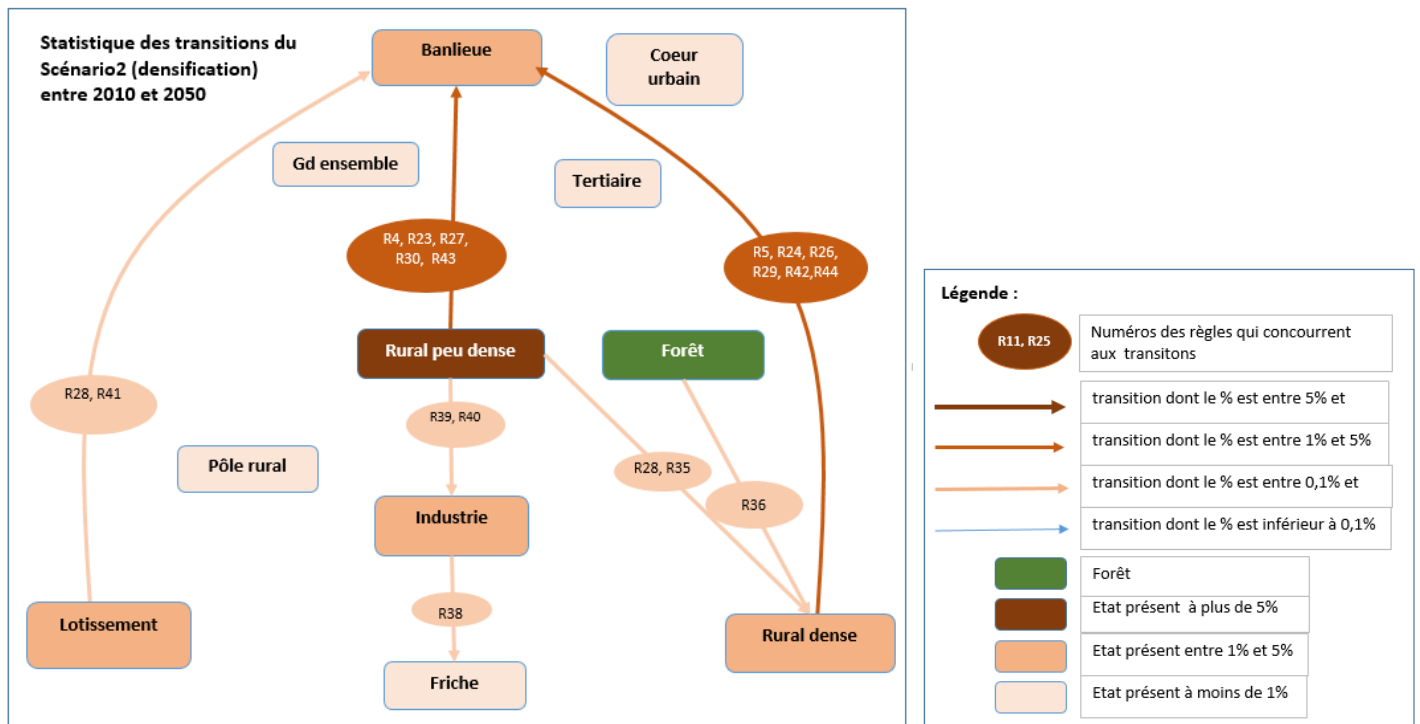 Statistique des transitions du
Scénario2 (densification)
entre 2010 et 2050
Banlieue
Coeur
urbain
Gd ensemble
Tertiaire
R4, R23, R27,
R30, R43
R5, R24, R26,
R29, R42,R44
Rural peu dense
Forêt
R28, R41
R39, R40
Pôle rural
R28, R35
R36
Industrie
R38
Lotissement
Rural dense
Friche
Légende :
R11, R25
Numéros des règles qui concourrent
aux transitons
transition dont le % est entre 5% et
transition dont le % est entre 1% et 5%
transition dont le % est entre 0,1% et
transition dont le % est inférieur à 0,1%
Forêt
Etat présent à plus de 5%
Etat présent entre 1% et 5%
Etat présent à moins de 1%